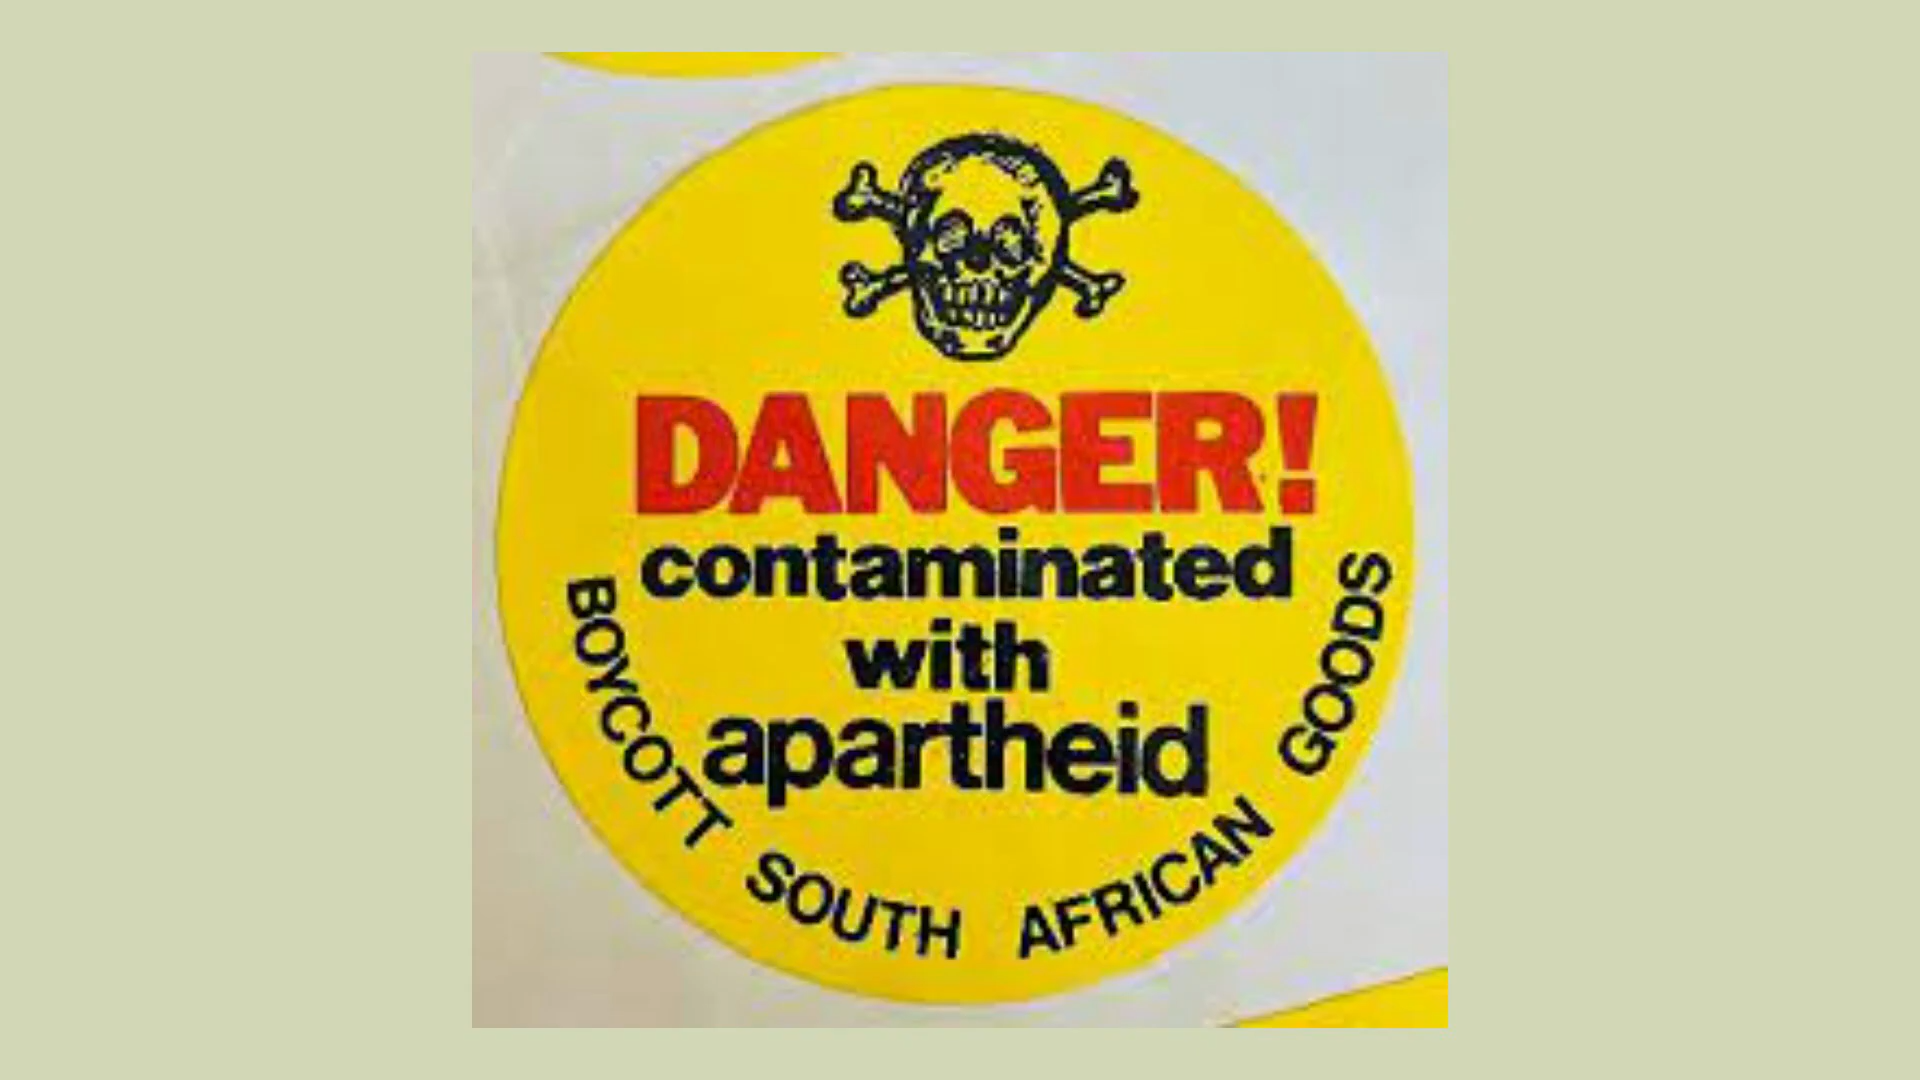 DANGER!
contaminated
with
apartheid
BOYCOTT SOUTH AFRICAN GOODS